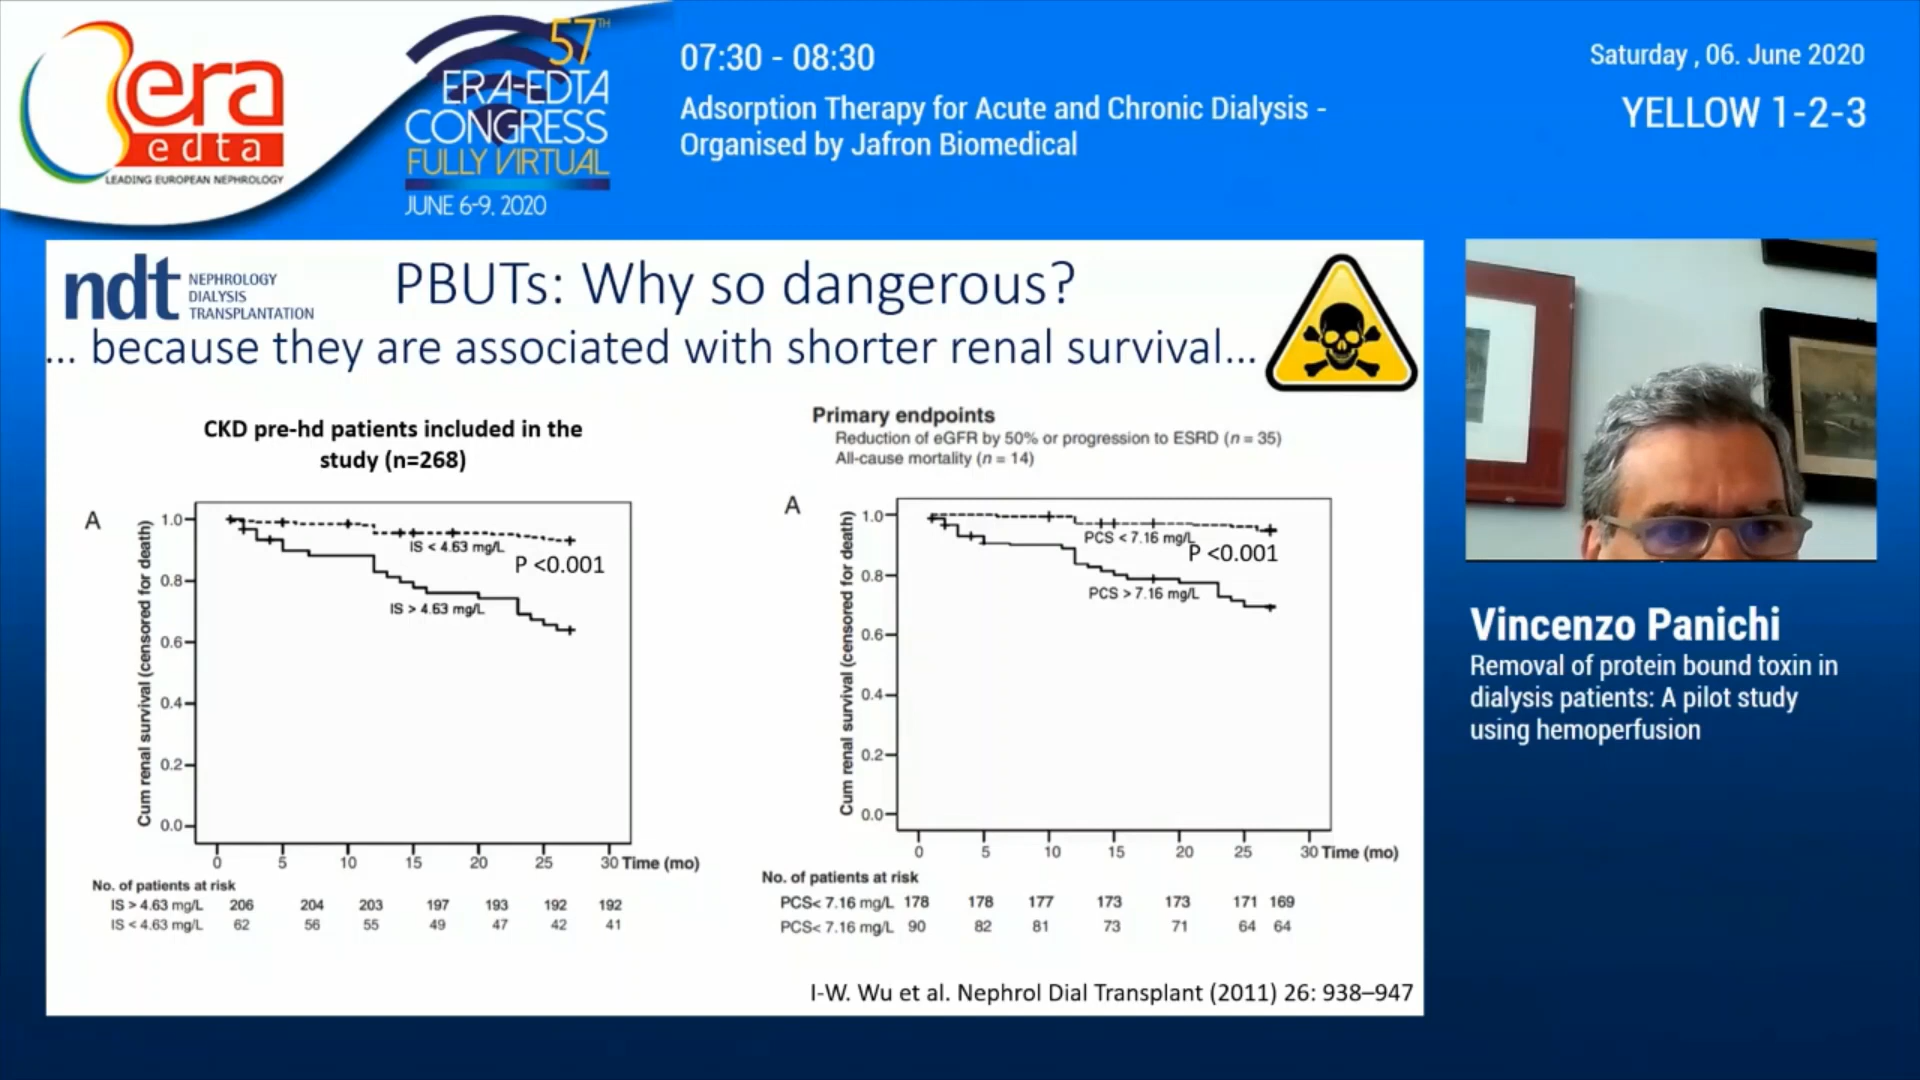 era
edta
LEADING EUROPEAN NEPHROLOGY
57TH
ERA-EDTA
CONGRESS
FULLY VIRTUAL
JUNE 6-9, 2020
07:30 - 08:30
Adsorption Therapy for Acute and Chronic Dialysis -
Organised by Jafron Biomedical
Saturday , 06. June 2020
YELLOW 1-2-3
ndt NEPHROLOGY
DIALYSIS
TRANSPLANTATION
PBUTs: Why so dangerous?
... because they are associated with shorter renal survival...
CKD pre-hd patients included in the
study (n=268)
A
Cum renal survival (censored for death)
1.0
0.8
0.6
0.4
0.2
0.0
IS < 4.63 mg/L
P <0.001
IS > 4.63 mg/L
0 5 10 15 20 25 30 Time (mo)
No. of patients at risk
IS > 4.63 mg/L 206 204 203 197 193 192 192
IS < 4.63 mg/L 62 56 55 49 47 42 41
Primary endpoints
Reduction of eGFR by 50% or progression to ESRD (n = 35)
All-cause mortality (n = 14)
A
Cum renal survival (censored for death)
1.0
0.8
0.6
0.4
0.2
0.0
PCS < 7.16 mg/L
P <0.001
PCS > 7.16 mg/L
0 5 10 15 20 25 30 Time (mo)
No. of patients at risk
PCS< 7.16 mg/L 178 178 177 173 173 171 169
PCS< 7.16 mg/L 90 82 81 73 71 64 64
I-W. Wu et al. Nephrol Dial Transplant (2011) 26: 938–947
Vincenzo Panichi
Removal of protein bound toxin in
dialysis patients: A pilot study
using hemoperfusion